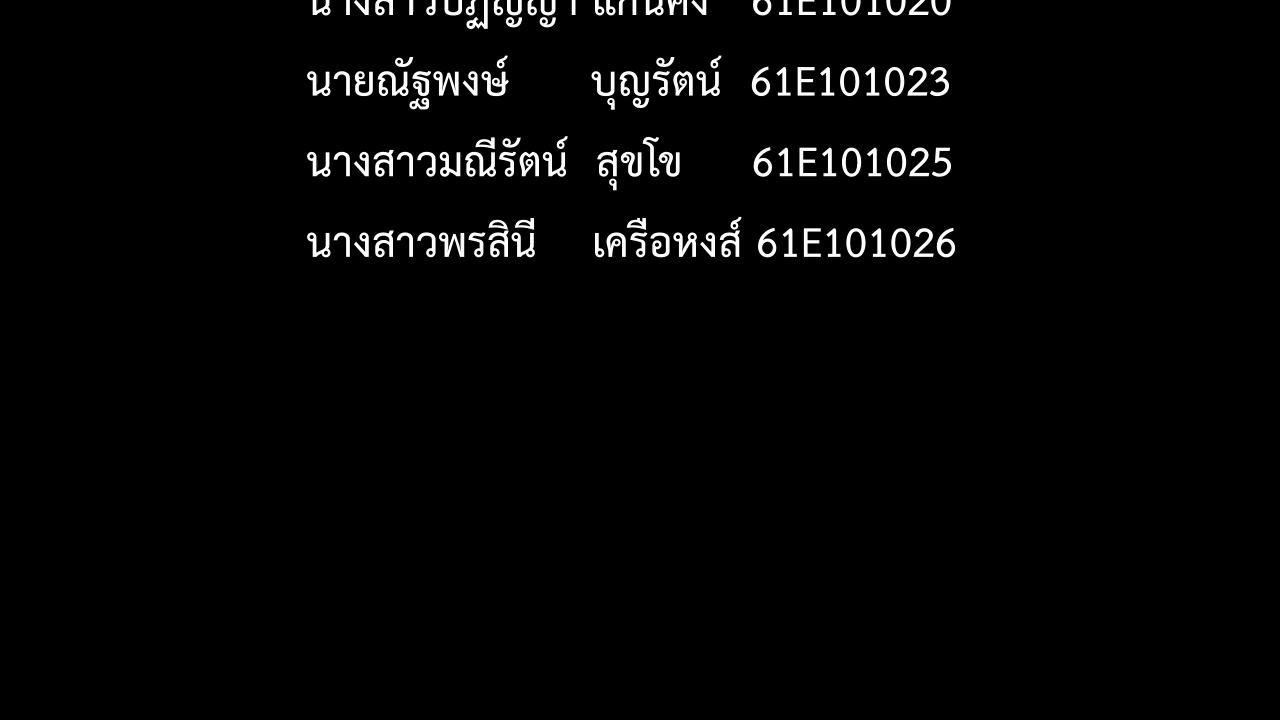 61E101020
นายณัฐพงษ์ บุญรัตน์ 61E101023
นางสาวมณีรัตน์ สุขโข 61E101025
นางสาวพรสินี เครือหงส์ 61E101026